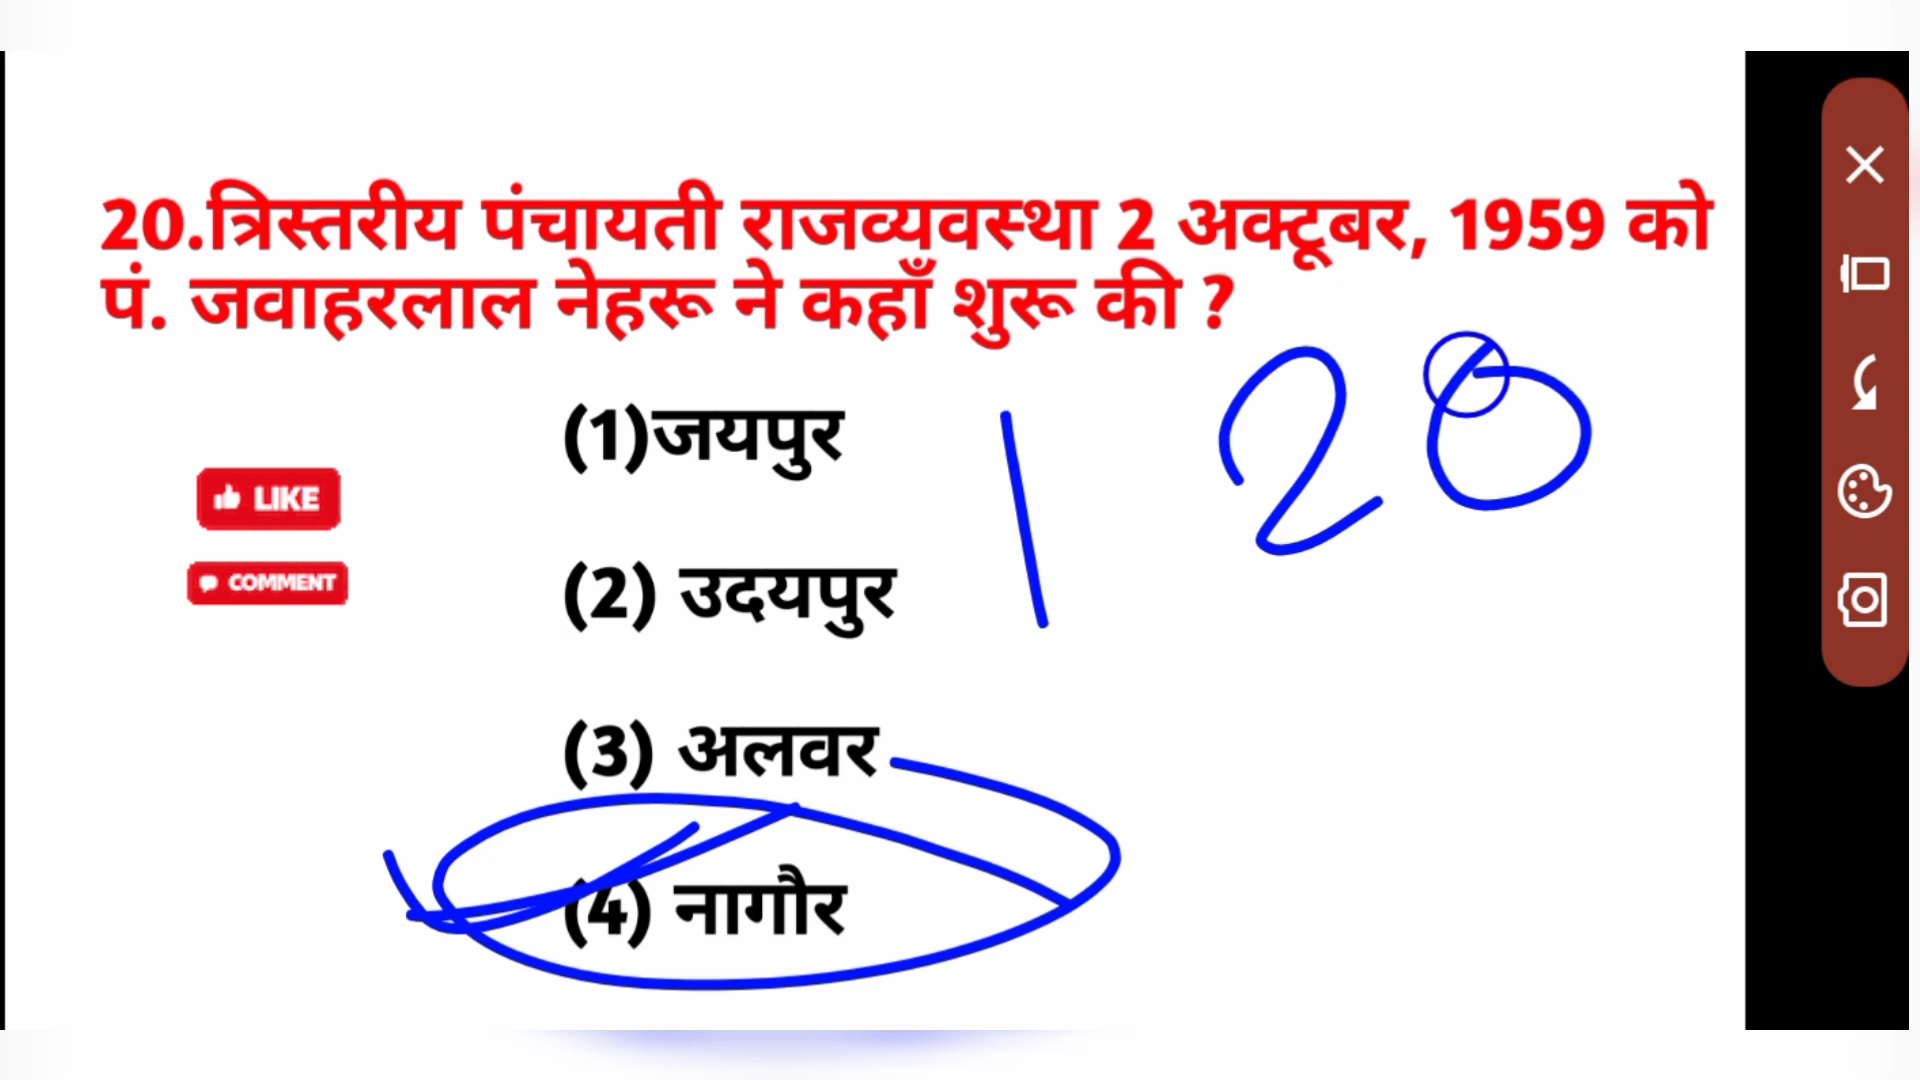 20.त्रिस्तरीय पंचायती राजव्यवस्था 2 अक्टूबर, 1959 को
पं. जवाहरलाल नेहरू ने कहाँ शुरू की ?
(1)जयपुर
20
LIKE
COMMENT
(2) उदयपुर
(3) अलवर
(4) नागौर